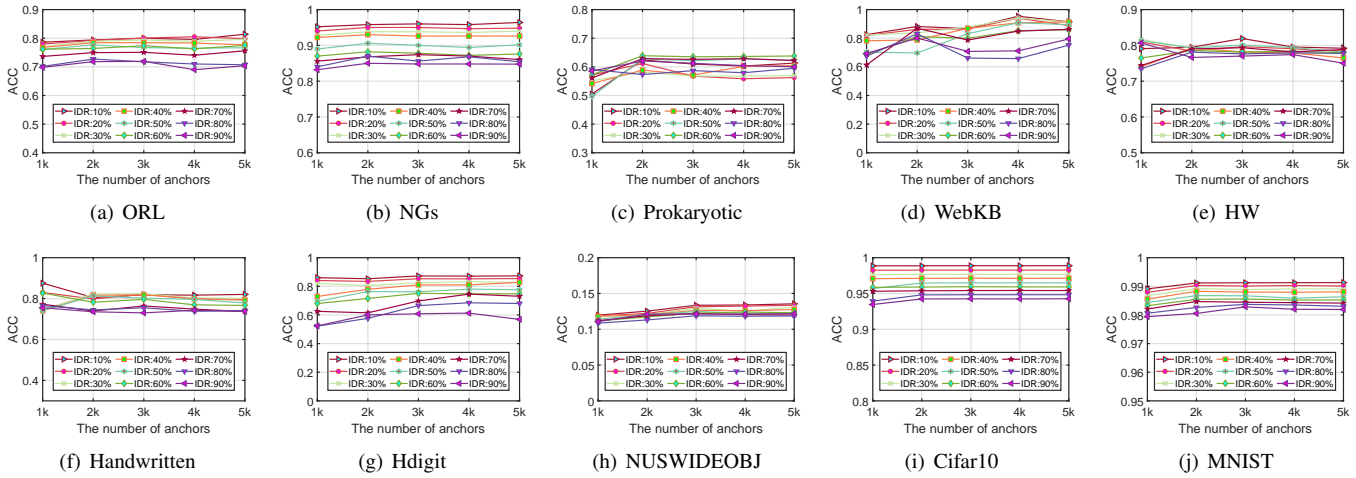 0.9
0.8
0.7
0.6
0.5
0.4
ACC
IDR:10% IDR:40% IDR:70%
IDR:20% IDR:50% IDR:80%
IDR:30% IDR:60% IDR:90%
1k 2k 3k 4k 5k
The number of anchors
(a) ORL
1
0.9
0.8
0.7
0.6
ACC
IDR:10% IDR:40% IDR:70%
IDR:20% IDR:50% IDR:80%
IDR:30% IDR:60% IDR:90%
1k 2k 3k 4k 5k
The number of anchors
(b) NGs
0.8
0.7
0.6
0.5
0.4
0.3
ACC
IDR:10% IDR:40% IDR:70%
IDR:20% IDR:50% IDR:80%
IDR:30% IDR:60% IDR:90%
1k 2k 3k 4k 5k
The number of anchors
(c) Prokaryotic
1
0.8
0.6
0.4
0.2
0
ACC
IDR:10% IDR:40% IDR:70%
IDR:20% IDR:50% IDR:80%
IDR:30% IDR:60% IDR:90%
1k 2k 3k 4k 5k
The number of anchors
(d) WebKB
0.9
0.8
0.7
0.6
0.5
ACC
IDR:10% IDR:40% IDR:70%
IDR:20% IDR:50% IDR:80%
IDR:30% IDR:60% IDR:90%
1k 2k 3k 4k 5k
The number of anchors
(e) HW
1
0.8
0.6
0.4
0.3
ACC
IDR:10% IDR:40% IDR:70%
IDR:20% IDR:50% IDR:80%
IDR:30% IDR:60% IDR:90%
1k 2k 3k 4k 5k
The number of anchors
(f) Handwritten
1
0.8
0.6
0.4
0.2
0
ACC
IDR:10% IDR:40% IDR:70%
IDR:20% IDR:50% IDR:80%
IDR:30% IDR:60% IDR:90%
1k 2k 3k 4k 5k
The number of anchors
(g) Hdigit
0.2
0.15
0.1
0.05
0
ACC
IDR:10% IDR:40% IDR:70%
IDR:20% IDR:50% IDR:80%
IDR:30% IDR:60% IDR:90%
1k 2k 3k 4k 5k
The number of anchors
(h) NUSWIDEOBJ
1
0.95
0.9
0.85
0.8
ACC
IDR:10% IDR:40% IDR:70%
IDR:20% IDR:50% IDR:80%
IDR:30% IDR:60% IDR:90%
1k 2k 3k 4k 5k
The number of anchors
(i) Cifar10
1
0.99
0.98
0.97
0.96
0.95
ACC
IDR:10% IDR:40% IDR:70%
IDR:20% IDR:50% IDR:80%
IDR:30% IDR:60% IDR:90%
1k 2k 3k 4k 5k
The number of anchors
(j) MNIST